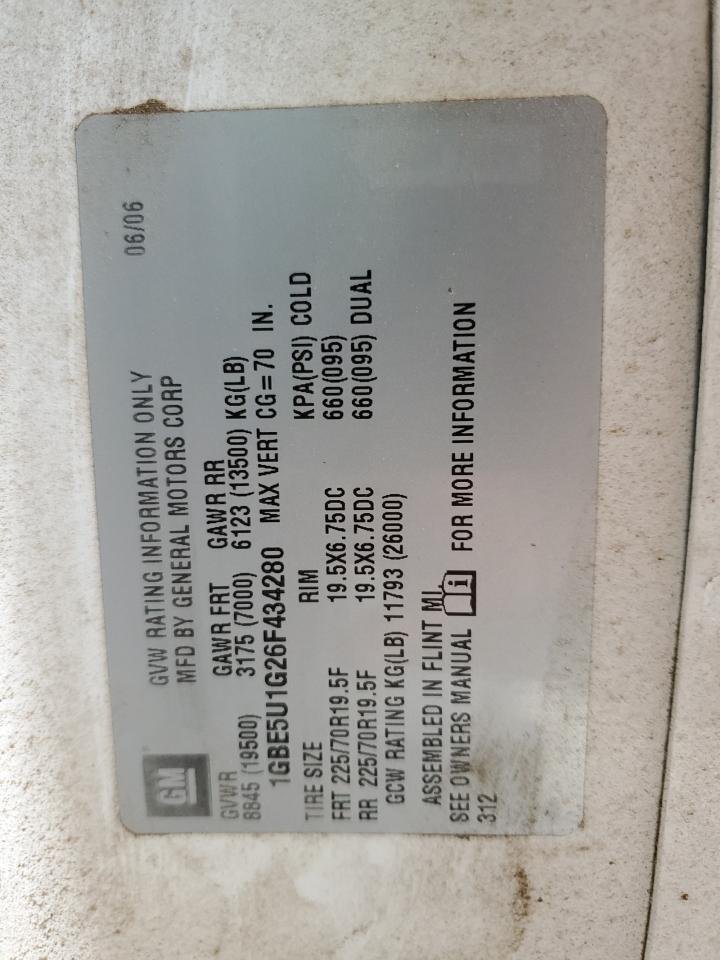 GM
GVW RATING INFORMATION ONLY 06/06
MFD BY GENERAL MOTORS CORP
GVWR GAWR FRT GAWR RR
8845 (19500) 3175 (7000) 6123 (13500) KG(LB)
1GBE5U1G26F434280 MAX VERT CG=70 IN.
TIRE SIZE RIM KPA(PSI) COLD
FRT 225/70R19.5F 19.5X6.75DC 660(095)
RR 225/70R19.5F 19.5X6.75DC 660(095) DUAL
GCW RATING KG(LB) 11793 (26000)
ASSEMBLED IN FLINT MI.
SEE OWNERS MANUAL i FOR MORE INFORMATION
312